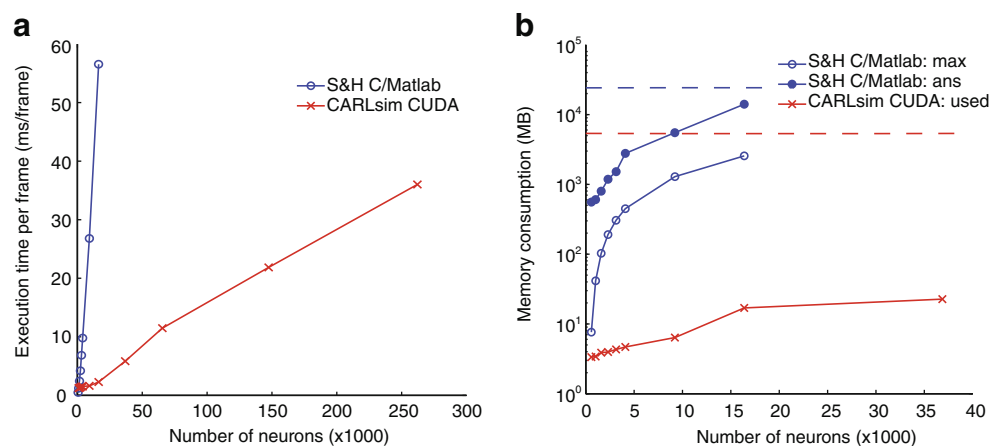 a
60
50
40
30
20
10
0
Execution time per frame (ms/frame)
S&H C/Matlab
CARLsim CUDA
0 50 100 150 200 250 300
Number of neurons (x1000)
b
10^5
10^4
10^3
10^2
10^1
10^0
Memory consumption (MB)
S&H C/Matlab: max
S&H C/Matlab: ans
CARLsim CUDA: used
0 5 10 15 20 25 30 35 40
Number of neurons (x1000)